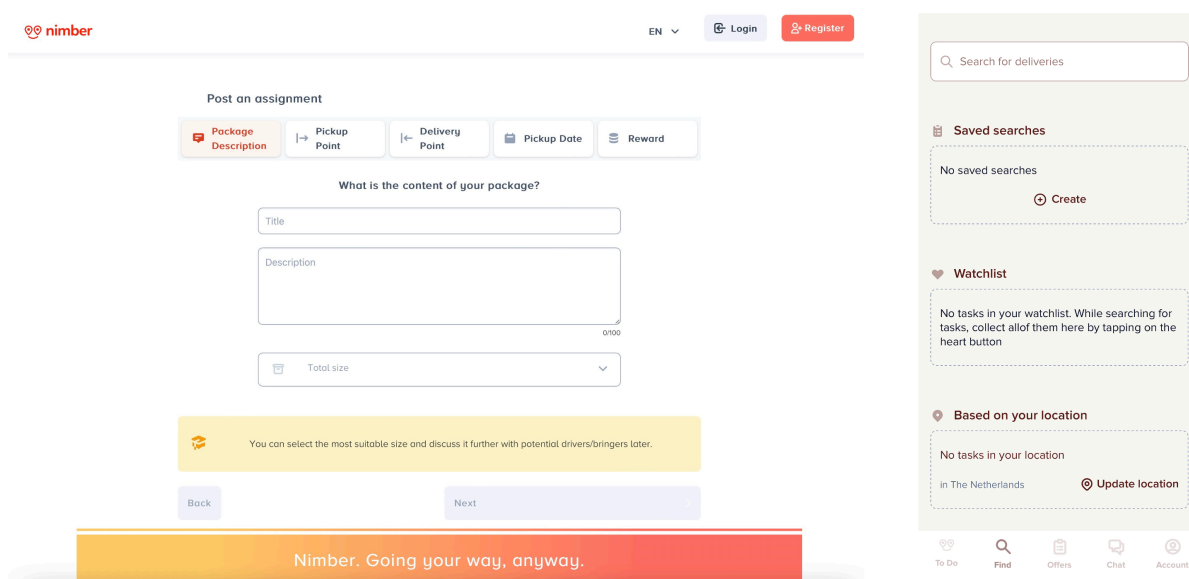 nimber
EN
Login
Register
Post an assignment
Package
Description
Pickup
Point
Delivery
Point
Pickup Date
Reward
What is the content of your package?
Title
Description
0/100
Total size
You can select the most suitable size and discuss it further with potential drivers/bringers later.
Back
Next
Nimber. Going your way, anyway.
Search for deliveries
Saved searches
No saved searches
Create
Watchlist
No tasks in your watchlist. While searching for
tasks, collect allof them here by tapping on the
heart button
Based on your location
No tasks in your location
in The Netherlands
Update location
To Do
Find
Offers
Chat
Account